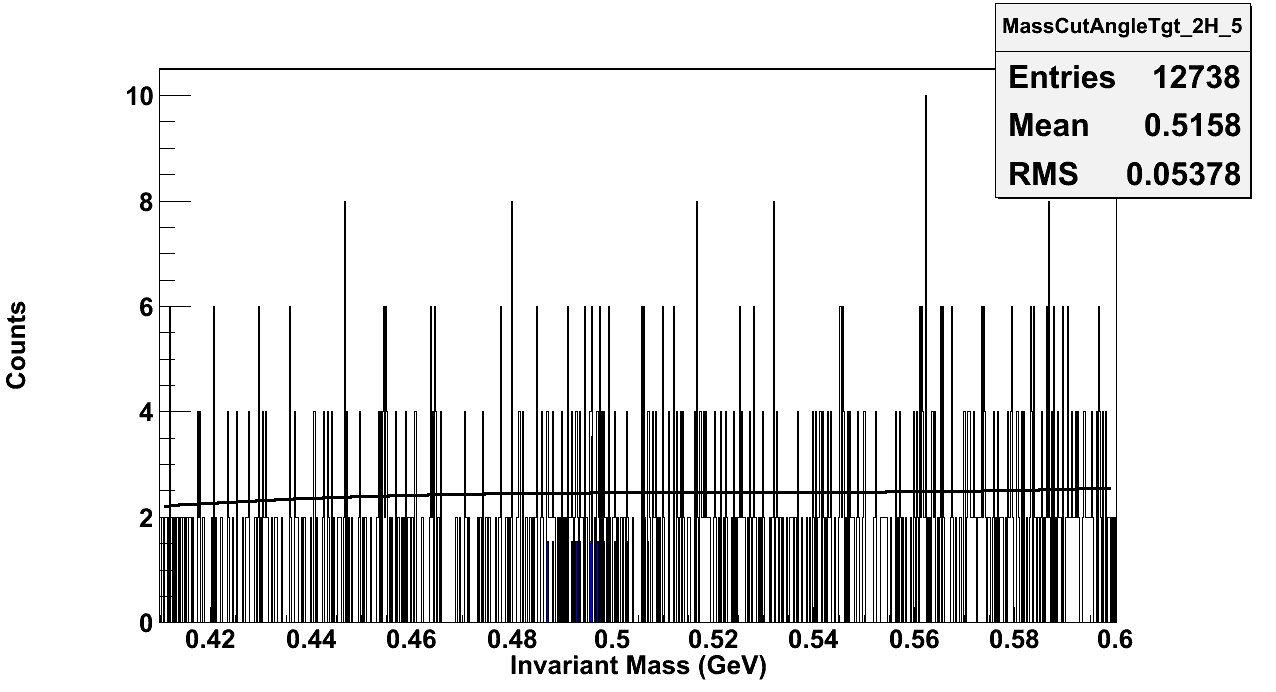 MassCutAngleTgt_2H_5
Entries 12738
Mean 0.5158
RMS 0.05378
10
8
6
4
2
0
Counts
0.42 0.44 0.46 0.48 0.5 0.52 0.54 0.56 0.58 0.6
Invariant Mass (GeV)